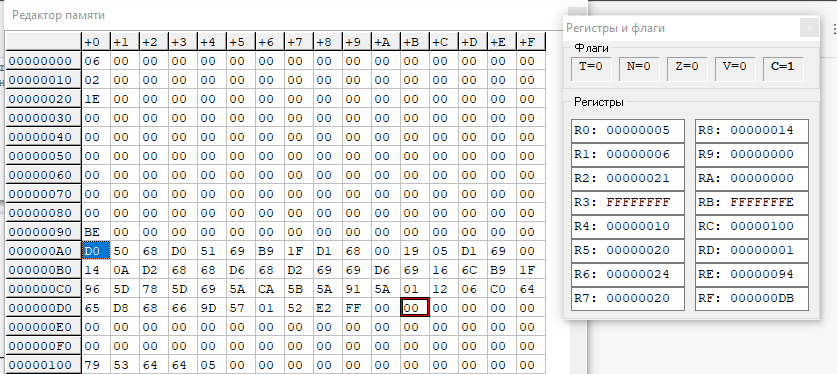 Редактор памяти
+0 +1 +2 +3 +4 +5 +6 +7 +8 +9 +A +B +C +D +E +F
00000000 06 00 00 00 00 00 00 00 00 00 00 00 00 00 00 00
00000010 02 00 00 00 00 00 00 00 00 00 00 00 00 00 00 00
00000020 1E 00 00 00 00 00 00 00 00 00 00 00 00 00 00 00
00000030 00 00 00 00 00 00 00 00 00 00 00 00 00 00 00 00
00000040 00 00 00 00 00 00 00 00 00 00 00 00 00 00 00 00
00000050 00 00 00 00 00 00 00 00 00 00 00 00 00 00 00 00
00000060 00 00 00 00 00 00 00 00 00 00 00 00 00 00 00 00
00000070 00 00 00 00 00 00 00 00 00 00 00 00 00 00 00 00
00000080 00 00 00 00 00 00 00 00 00 00 00 00 00 00 00 00
00000090 BE 00 00 00 00 00 00 00 00 00 00 00 00 00 00 00
000000A0 D0 50 68 D0 51 69 B9 1F D1 68 00 19 05 D1 69 00
000000B0 14 0A D2 68 68 D6 68 D2 69 69 D6 69 16 6C B9 1F
000000C0 96 5D 78 5D 69 5A CA 5B 5A 91 5A 01 12 06 C0 64
000000D0 65 D8 68 66 9D 57 01 52 E2 FF 00 00 00 00 00 00
000000E0 00 00 00 00 00 00 00 00 00 00 00 00 00 00 00 00
000000F0 00 00 00 00 00 00 00 00 00 00 00 00 00 00 00 00
00000100 79 53 64 64 05 00 00 00 00 00 00 00 00 00 00 00
Регистры и флаги
Флаги
T=0 N=0 Z=0 V=0 C=1
Регистры
R0: 00000005 R8: 00000014
R1: 00000006 R9: 00000000
R2: 00000021 RA: 00000000
R3: FFFFFFFF RB: FFFFFFFE
R4: 00000010 RC: 00000100
R5: 00000020 RD: 00000001
R6: 00000024 RE: 00000094
R7: 00000020 RF: 000000DB